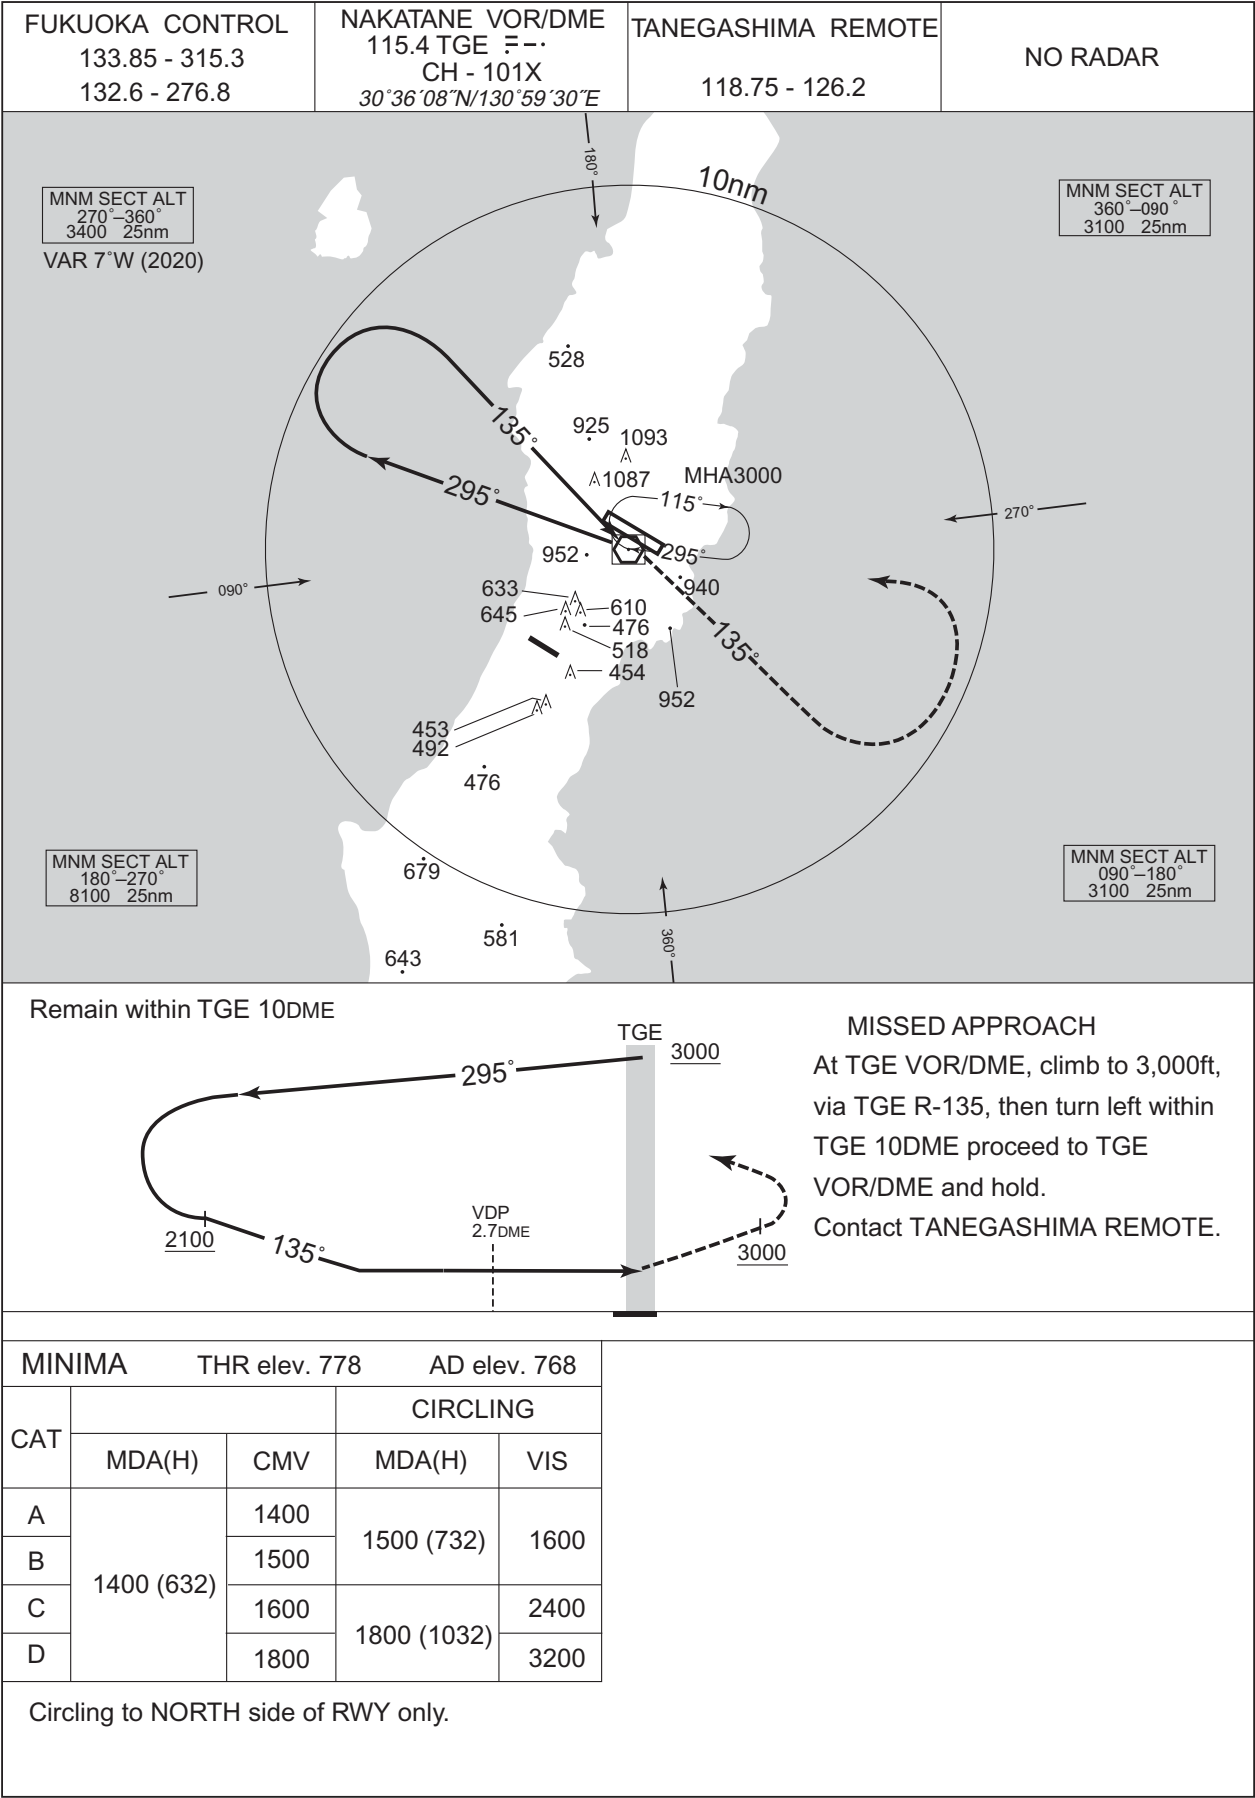 FUKUOKA CONTROL
133.85 - 315.3
132.6 - 276.8
NAKATANE VOR/DME
115.4 TGE
CH - 101X
30°36´08˝N/130°59´30˝E
TANEGASHIMA REMOTE
118.75 - 126.2
NO RADAR
MNM SECT ALT
270°–360°
3400 25nm
VAR 7°W (2020)
180°
10nm
MNM SECT ALT
360°–090°
3100 25nm
528
135°
925
1093
1087
MHA3000
295°
115°
270°
952
295°
090°
633
940
645
610
476
135°
518
454
952
453
492
476
MNM SECT ALT
180°–270°
8100 25nm
679
MNM SECT ALT
090°–180°
3100 25nm
581
360°
643
Remain within TGE 10DME
TGE
3000
295°
VDP
2.7DME
2100
135°
3000
MISSED APPROACH
At TGE VOR/DME, climb to 3,000ft,
via TGE R-135, then turn left within
TGE 10DME proceed to TGE
VOR/DME and hold.
Contact TANEGASHIMA REMOTE.
MINIMA THR elev. 778 AD elev. 768
CIRCLING
CAT
MDA(H) CMV MDA(H) VIS
A 1400
1500 (732) 1600
B 1500
1400 (632)
C 1600 2400
1800 (1032)
D 1800 3200
Circling to NORTH side of RWY only.